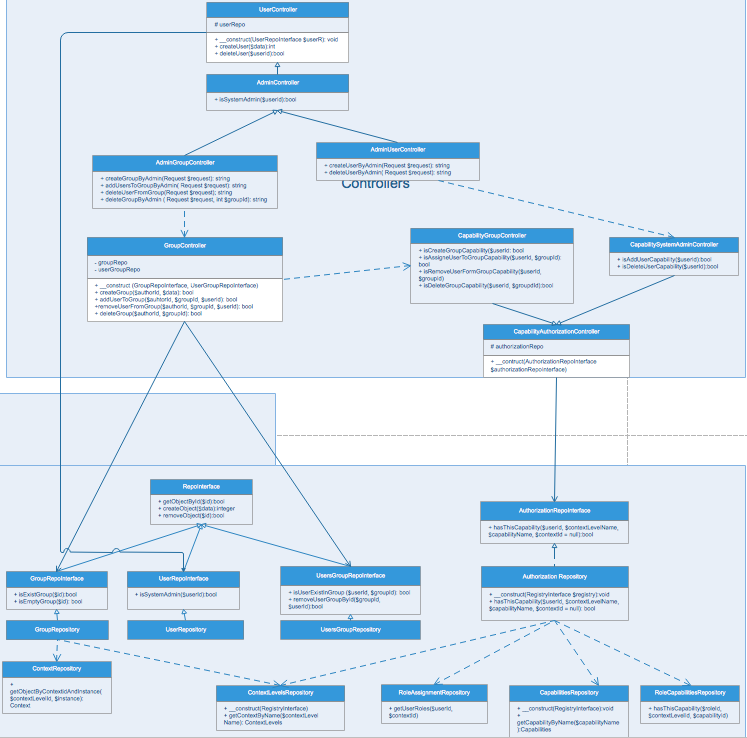 UserController
# userRepo
+ __construct(UserRepoInterface $userR): void
+ createUser($data):int
+ deleteUser($userId):bool
AdminController
+ isSystemAdmin($userId):bool
AdminGroupController
+ createGroupByAdmin(Request $request): string
+ addUsersToGroupByAdmin( Request $request): string
+ deleteUserFromGroup(Request $request): string
+ deleteGroupByAdmin ( Request $request, int $groupId): string
AdminUserController
+ createUserByAdmin(Request $request): string
+ deleteUserByAdmin( Request $request): string
Controllers
GroupController
- groupRepo
- userGroupRepo
+ __construct (GroupRepoInterface, UserGroupRepoInterface)
+ createGroup($authorId, $data): bool
+ addUserToGroup($auhtorId, $groupId, $userId): bool
+removeUserFromGroup($authorId, $groupId, $userId): bool
+ deleteGroup($authorId, $groupId): bool
CapabilityGroupController
+ isCreateGroupCapability($userId: bool
+ isAssigneUserToGroupCapability($userId, $groupId):
bool
+ isRemoveUserFormGroupCapability($userId,
$groupId)
+ isDeleteGroupCapability($userId, $gropdId):bool
CapabilitySystemAdminController
+ isAddUserCapability($userId):bool
+ isDeleteUserCapability($userId):bool
CapabilityAuthorizationController
# authorizationRepo
+ __contruct(AuthorizationRepoInterface
$authorizationRepoInterface)
RepoInterface
+ getObjectById($id):bool
+ createObject($data):integer
+ removeObject($id):bool
AuthorizationRepoInterface
+ hasThisCapability($userId, $contextLevelName,
$capabilityName, $contextId = null):bool
GroupRepoInterface
+ isExistGroup($id):bool
+ isEmptyGroup($id): bool
UserRepoInterface
+ isSystemAdmin($userId):bool
UsersGroupRepoInterface
+ isUserExistInGroup ($userId, $groupId): bool
+ removeUserGroupById($groupId,
$userId):bool
Authorization Repository
+ __construct(RegistryInterface $registry):void
+ hasThisCapability($userId, $contextLevelName,
$capabilityName, $contextId = null): bool
GroupRepository
UserRepository
UsersGroupRepository
ContextRepository
+
getObjectByContextIdAndInstance(
$contextLevelId, $instance):
Context
ContextLevelsRepository
+ __construct(RegistryInterface)
+ getContextByName($contextLevel
Name): ContextLevels
RoleAssignmentRepository
+ getUserRoles($userId,
$contextId)
CapabilitiesRepository
+ __construct(RegistryInterface):void
+
getCapabilityByName($capabilityName
):Capabilities
RoleCapabilitiesRepository
+ hasThisCapability($roleId,
$contextLevelId, $capabilityId)